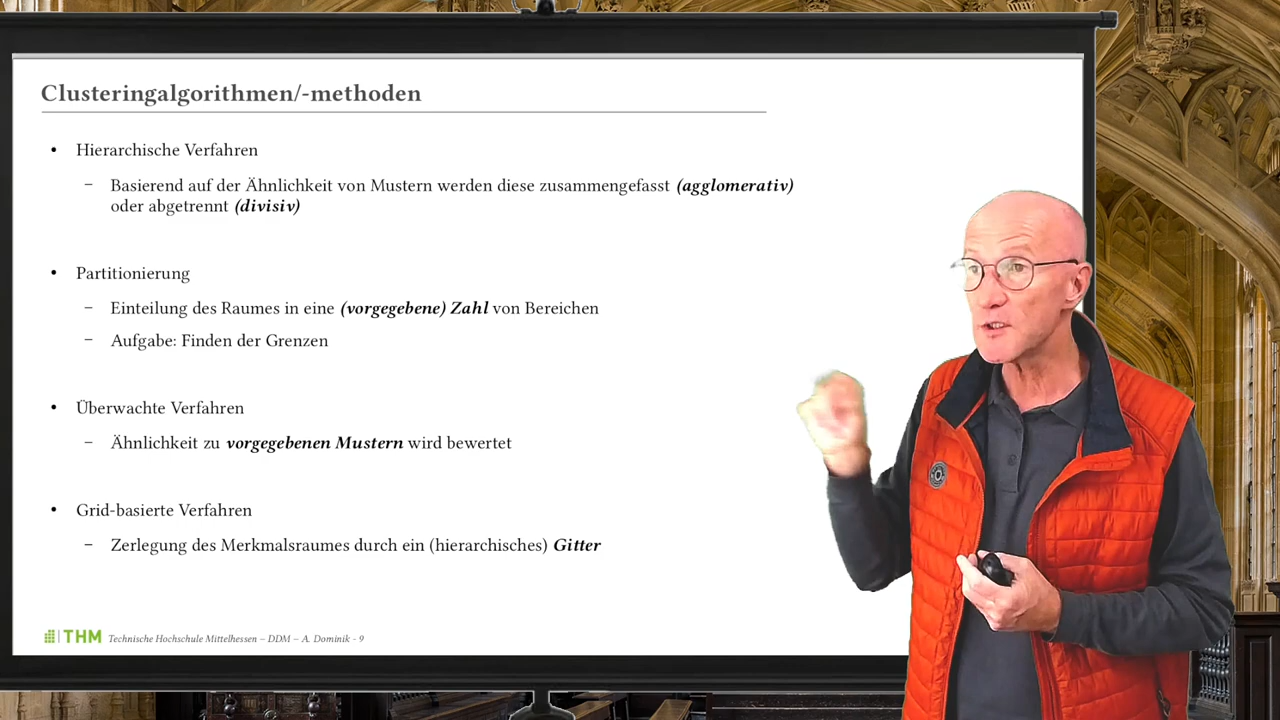 Clusteringalgorithmen/-methoden
• Hierarchische Verfahren
– Basierend auf der Ähnlichkeit von Mustern werden diese zusammengefasst (agglomerativ)
oder abgetrennt (divisiv)
• Partitionierung
– Einteilung des Raumes in eine (vorgegebene) Zahl von Bereichen
– Aufgabe: Finden der Grenzen
• Überwachte Verfahren
– Ähnlichkeit zu vorgegebenen Mustern wird bewertet
• Grid-basierte Verfahren
– Zerlegung des Merkmalsraumes durch ein (hierarchisches) Gitter
THM Technische Hochschule Mittelhessen – DDM – A. Dominik - 9